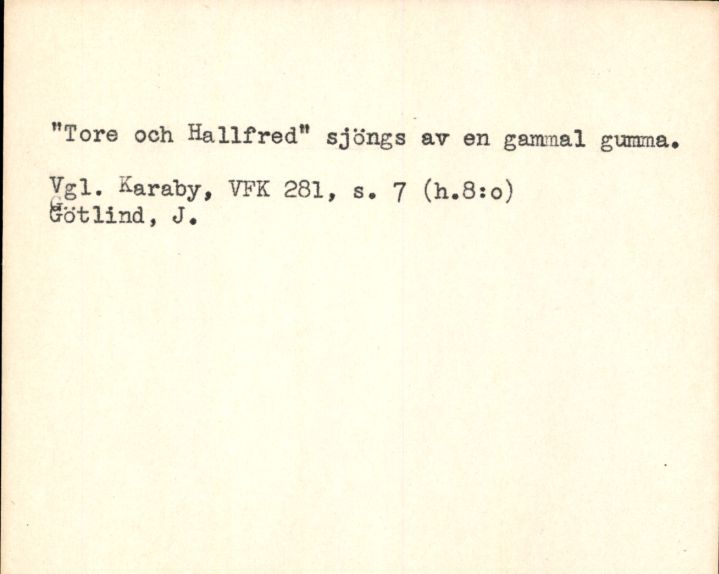 "Tore och Hallfred" sjöngs av en gammal gumma.
Vgl. Karaby, VFK 281, s. 7 (h.8:o)
Götlind, J.